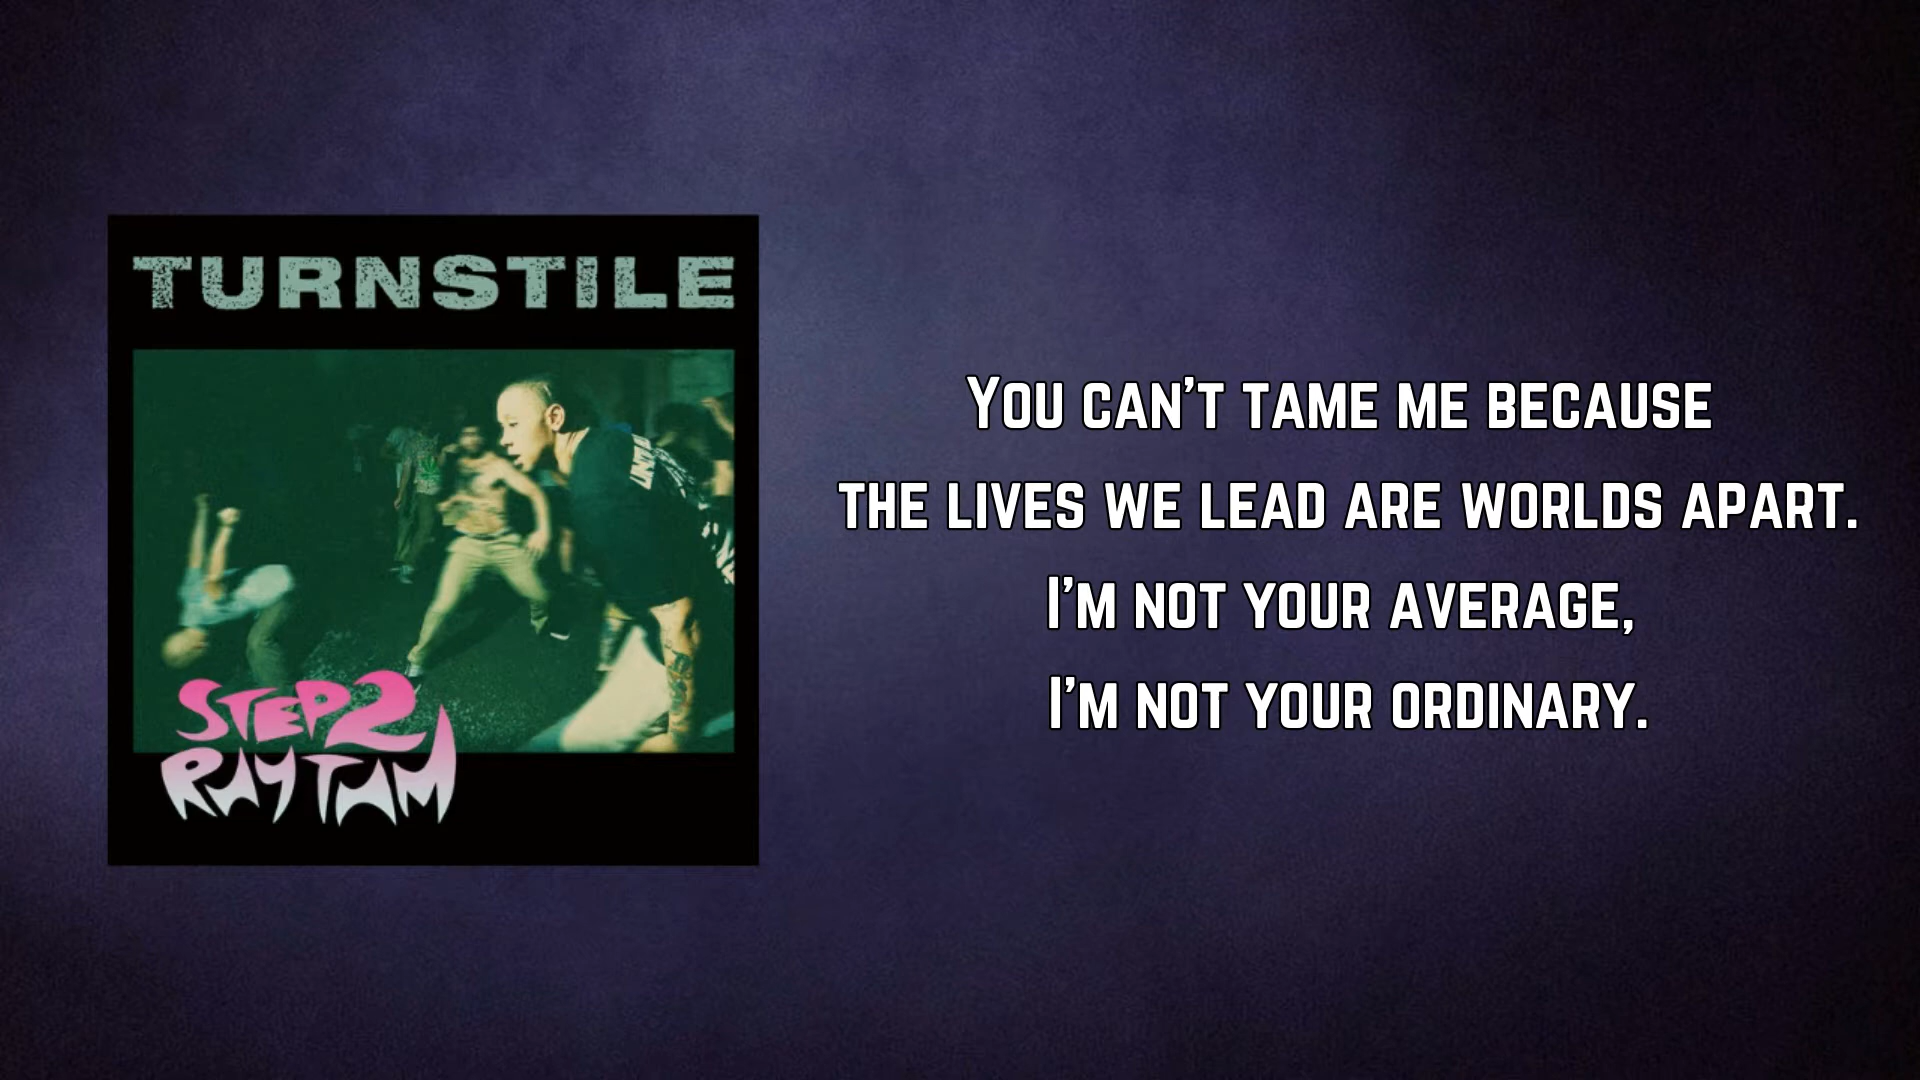 TURNSTILE
STEP 2
RHYTHM
You can't tame me because
the lives we lead are worlds apart.
I'm not your average,
I'm not your ordinary.